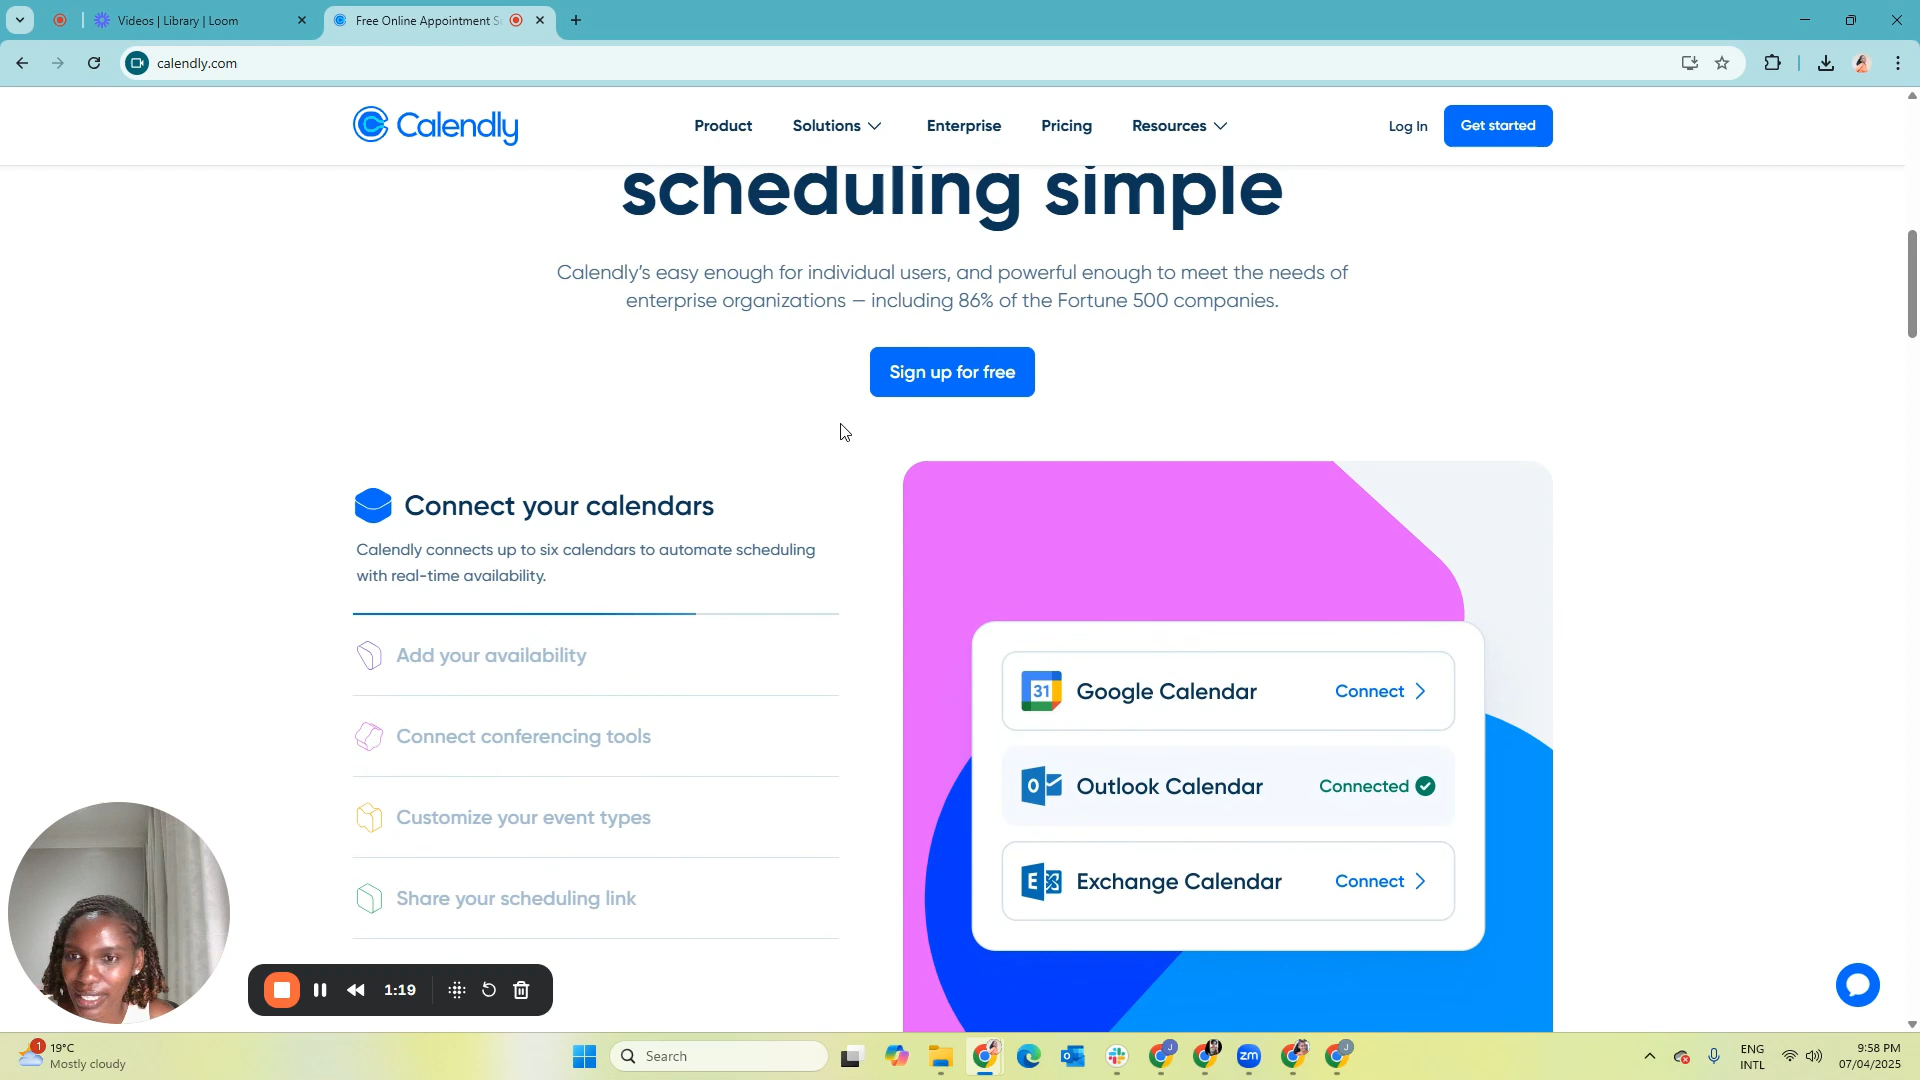 Videos | Library | Loom
Free Online Appointment S
calendly.com
Calendly
Product
Solutions
Enterprise
Pricing
Resources
Log In
Get started
scheduling simple
Calendly’s easy enough for individual users, and powerful enough to meet the needs of
enterprise organizations — including 86% of the Fortune 500 companies.
Sign up for free
Connect your calendars
Calendly connects up to six calendars to automate scheduling
with real-time availability.
Add your availability
Connect conferencing tools
Customize your event types
Share your scheduling link
31
Google Calendar
Connect
Outlook Calendar
Connected
Exchange Calendar
Connect
1:19
1
19°C
Mostly cloudy
Search
zm
J
J
ENG
INTL
9:58 PM
07/04/2025